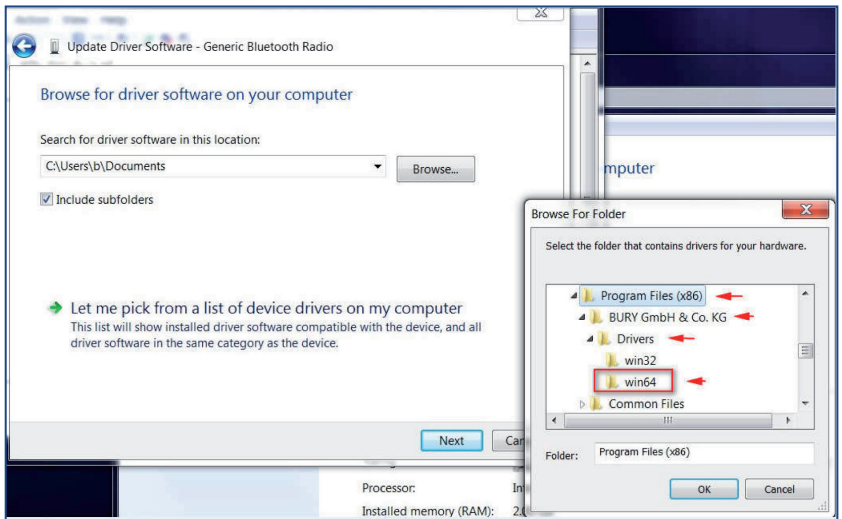 Action View Help
Update Driver Software - Generic Bluetooth Radio
Browse for driver software on your computer
Search for driver software in this location:
C:\Users\b\Documents
Browse...
Include subfolders
Let me pick from a list of device drivers on my computer
This list will show installed driver software compatible with the device, and all
driver software in the same category as the device.
Next
mputer
Browse For Folder
Select the folder that contains drivers for your hardware.
Program Files (x86)
BURY GmbH & Co. KG
Drivers
win32
win64
Common Files
Folder: Program Files (x86)
OK Cancel
Processor:
Installed memory (RAM):